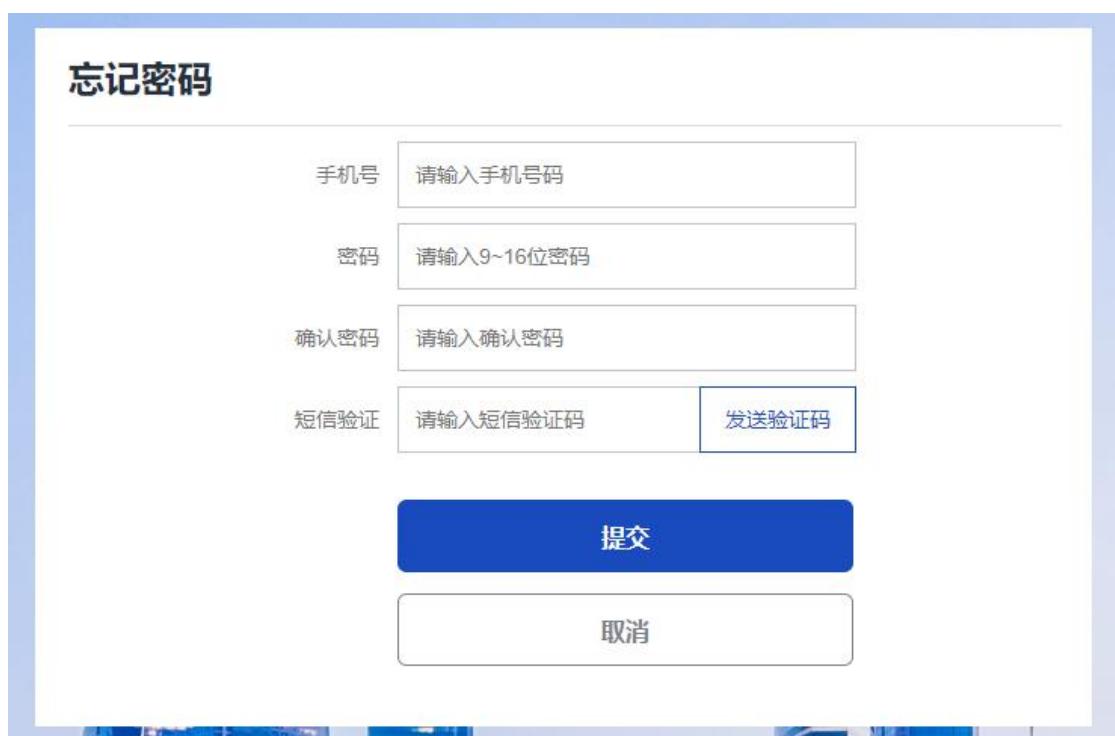 忘记密码
手机号 请输入手机号码
密码 请输入9~16位密码
确认密码 请输入确认密码
短信验证 请输入短信验证码 发送验证码
提交
取消